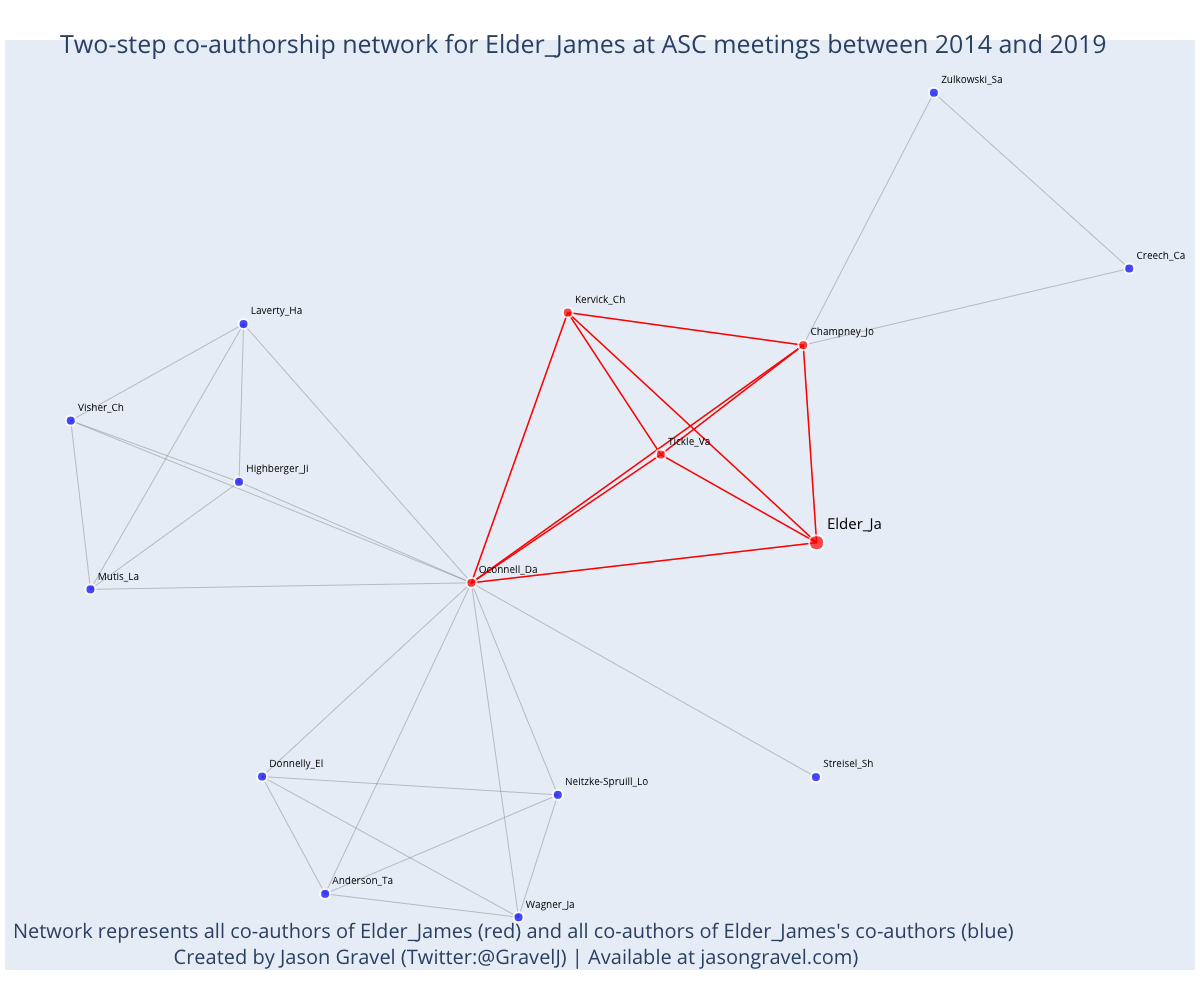 Two-step co-authorship network for Elder_James at ASC meetings between 2014 and 2019
Zulkowski_Sa
Creech_Ca
Kervick_Ch
Laverty_Ha
Champney_Jo
Visher_Ch
Tickle_Va
Highberger_Ji
Elder_Ja
Oconnell_Da
Mutis_La
Donnelly_El
Streisel_Sh
Neitzke-Spruill_Lo
Anderson_Ta
Wagner_Ja
Network represents all co-authors of Elder_James (red) and all co-authors of Elder_James's co-authors (blue)
Created by Jason Gravel (Twitter:@GravelJ) | Available at jasongravel.com)